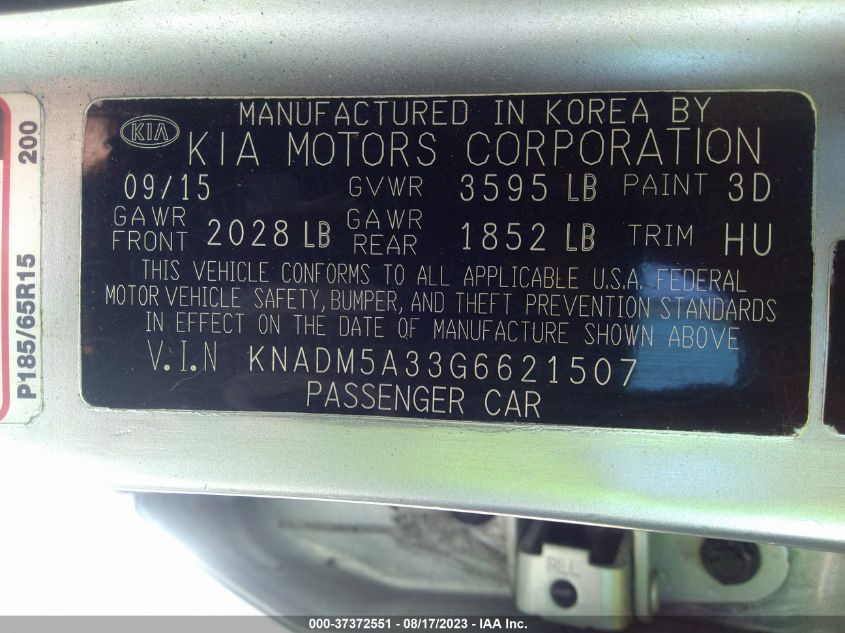 MANUFACTURED IN KOREA BY
KIA KIA MOTORS CORPORATION
09/15 GVWR 3595 LB PAINT 3D
GAWR FRONT 2028 LB GAWR REAR 1852 LB TRIM HU
THIS VEHICLE CONFORMS TO ALL APPLICABLE U.S.A. FEDERAL
MOTOR VEHICLE SAFETY, BUMPER, AND THEFT PREVENTION STANDARDS
IN EFFECT ON THE DATE OF MANUFACTURE SHOWN ABOVE
V.I.N KNADM5A33G6621507
PASSENGER CAR
P185/65R15 200
RLL
000-37372551 - 08/17/2023 - IAA Inc.